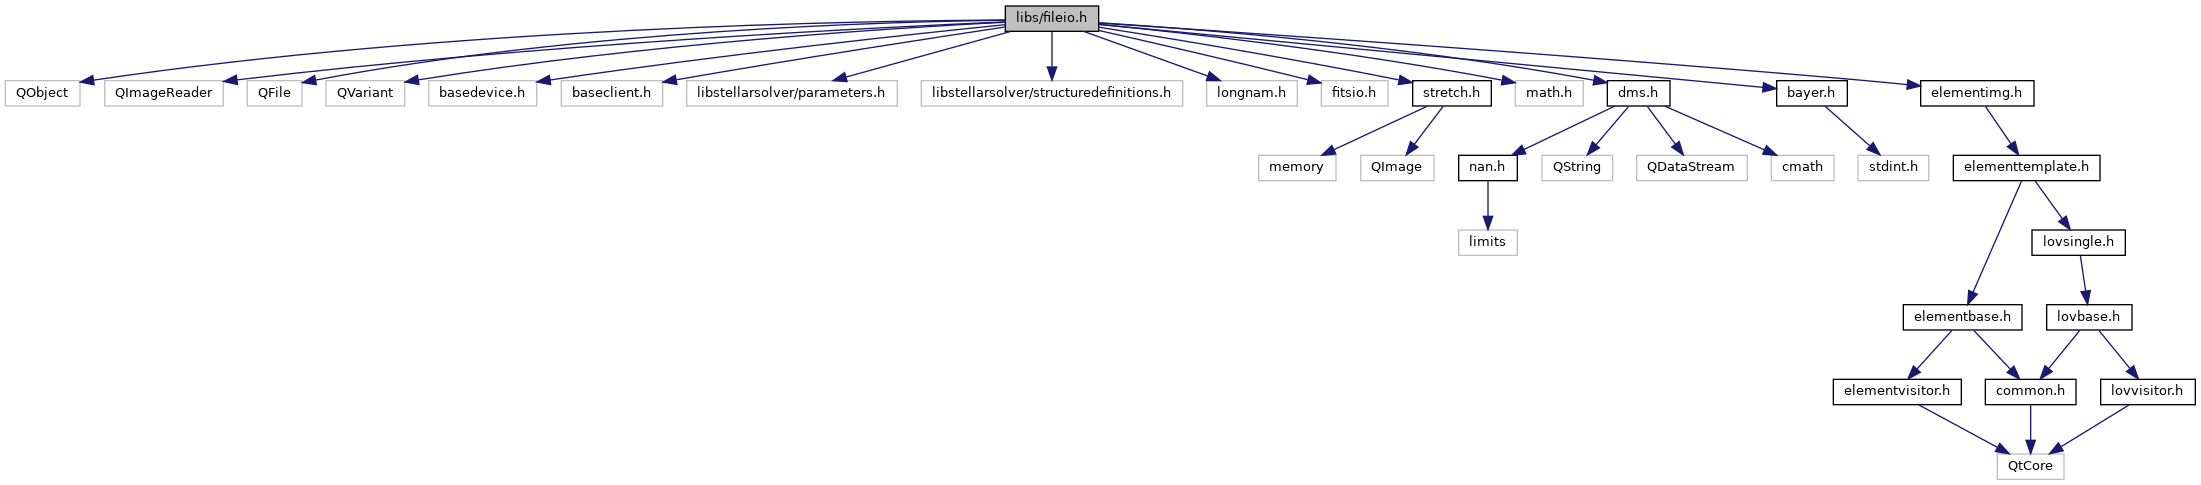 libs/fileio.h
QObject
QImageReader
QFile
QVariant
basedevice.h
baseclient.h
libstellarsolver/parameters.h
libstellarsolver/structuredefinitions.h
longnam.h
fitsio.h
stretch.h
math.h
dms.h
bayer.h
elementimg.h
memory
QImage
nan.h
QString
QDataStream
cmath
stdint.h
elementtemplate.h
limits
lovsingle.h
elementbase.h
lovbase.h
elementvisitor.h
common.h
lovvisitor.h
QtCore